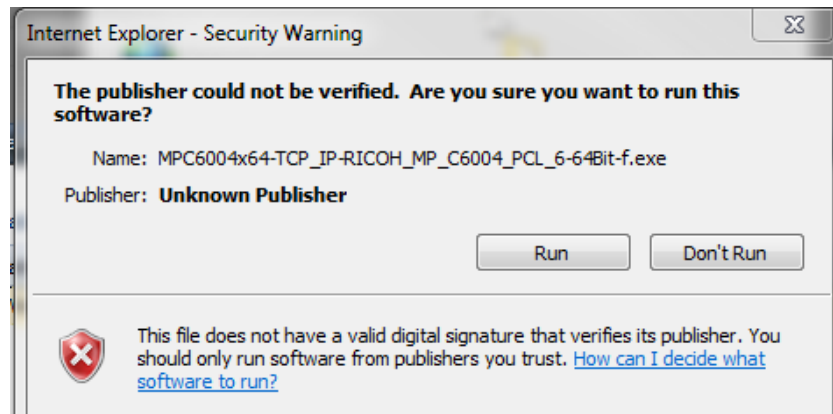 Internet Explorer - Security Warning
The publisher could not be verified. Are you sure you want to run this
software?
Name: MPC6004x64-TCP_IP-RICOH_MP_C6004_PCL_6-64Bit-f.exe
Publisher: Unknown Publisher
Run Don't Run
This file does not have a valid digital signature that verifies its publisher. You
should only run software from publishers you trust. How can I decide what
software to run?